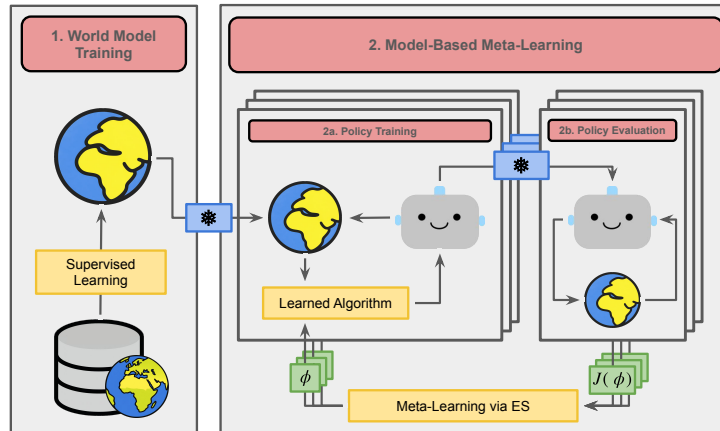 1. World Model
Training
2. Model-Based Meta-Learning
2a. Policy Training
2b. Policy Evaluation
Supervised
Learning
Learned Algorithm
ϕ
J( ϕ)
Meta-Learning via ES